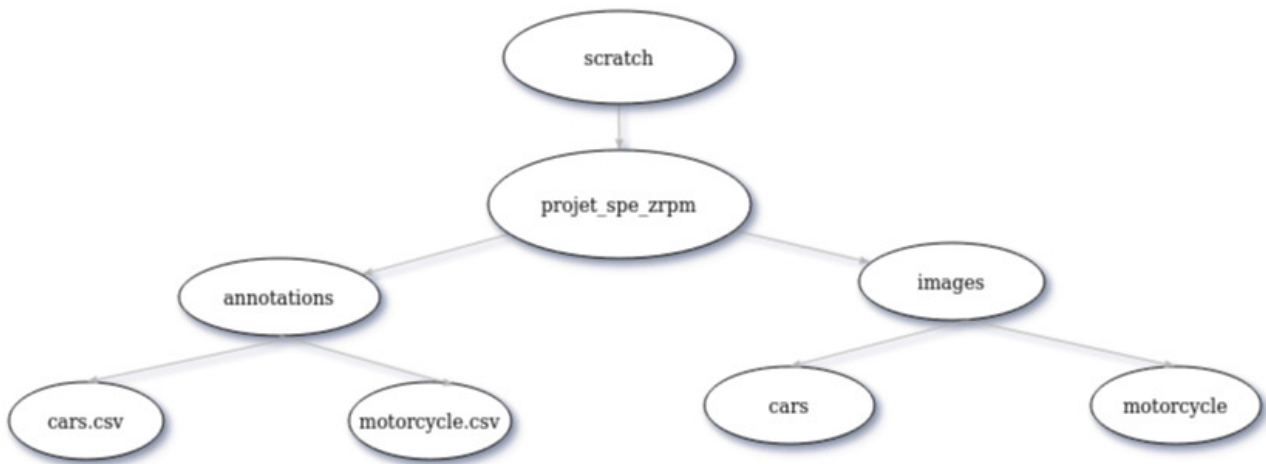 scratch
projet_spe_zrpm
annotations
images
cars.csv
motorcycle.csv
cars
motorcycle